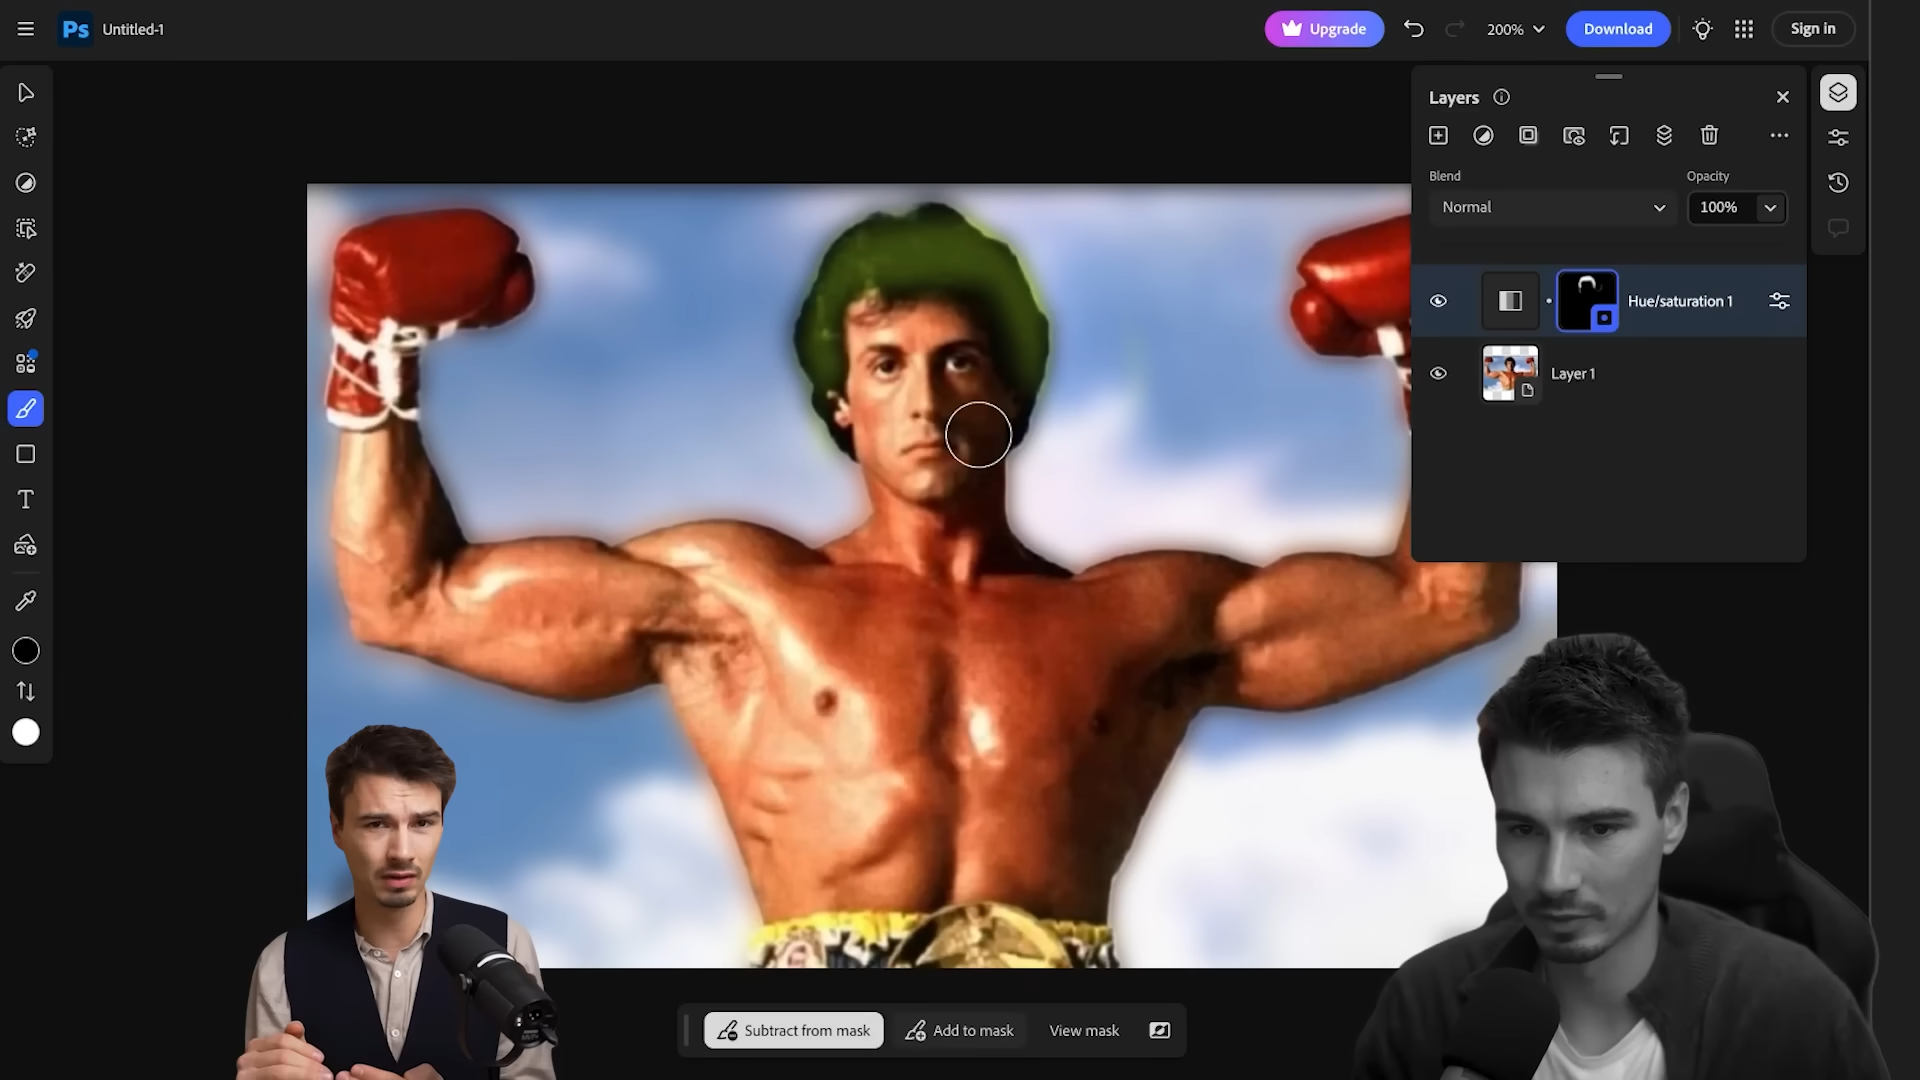 Ps Untitled-1 Upgrade 200% Download Sign in
Layers
Blend Opacity
Normal 100%
Hue/saturation 1
Layer 1
T
Subtract from mask Add to mask View mask